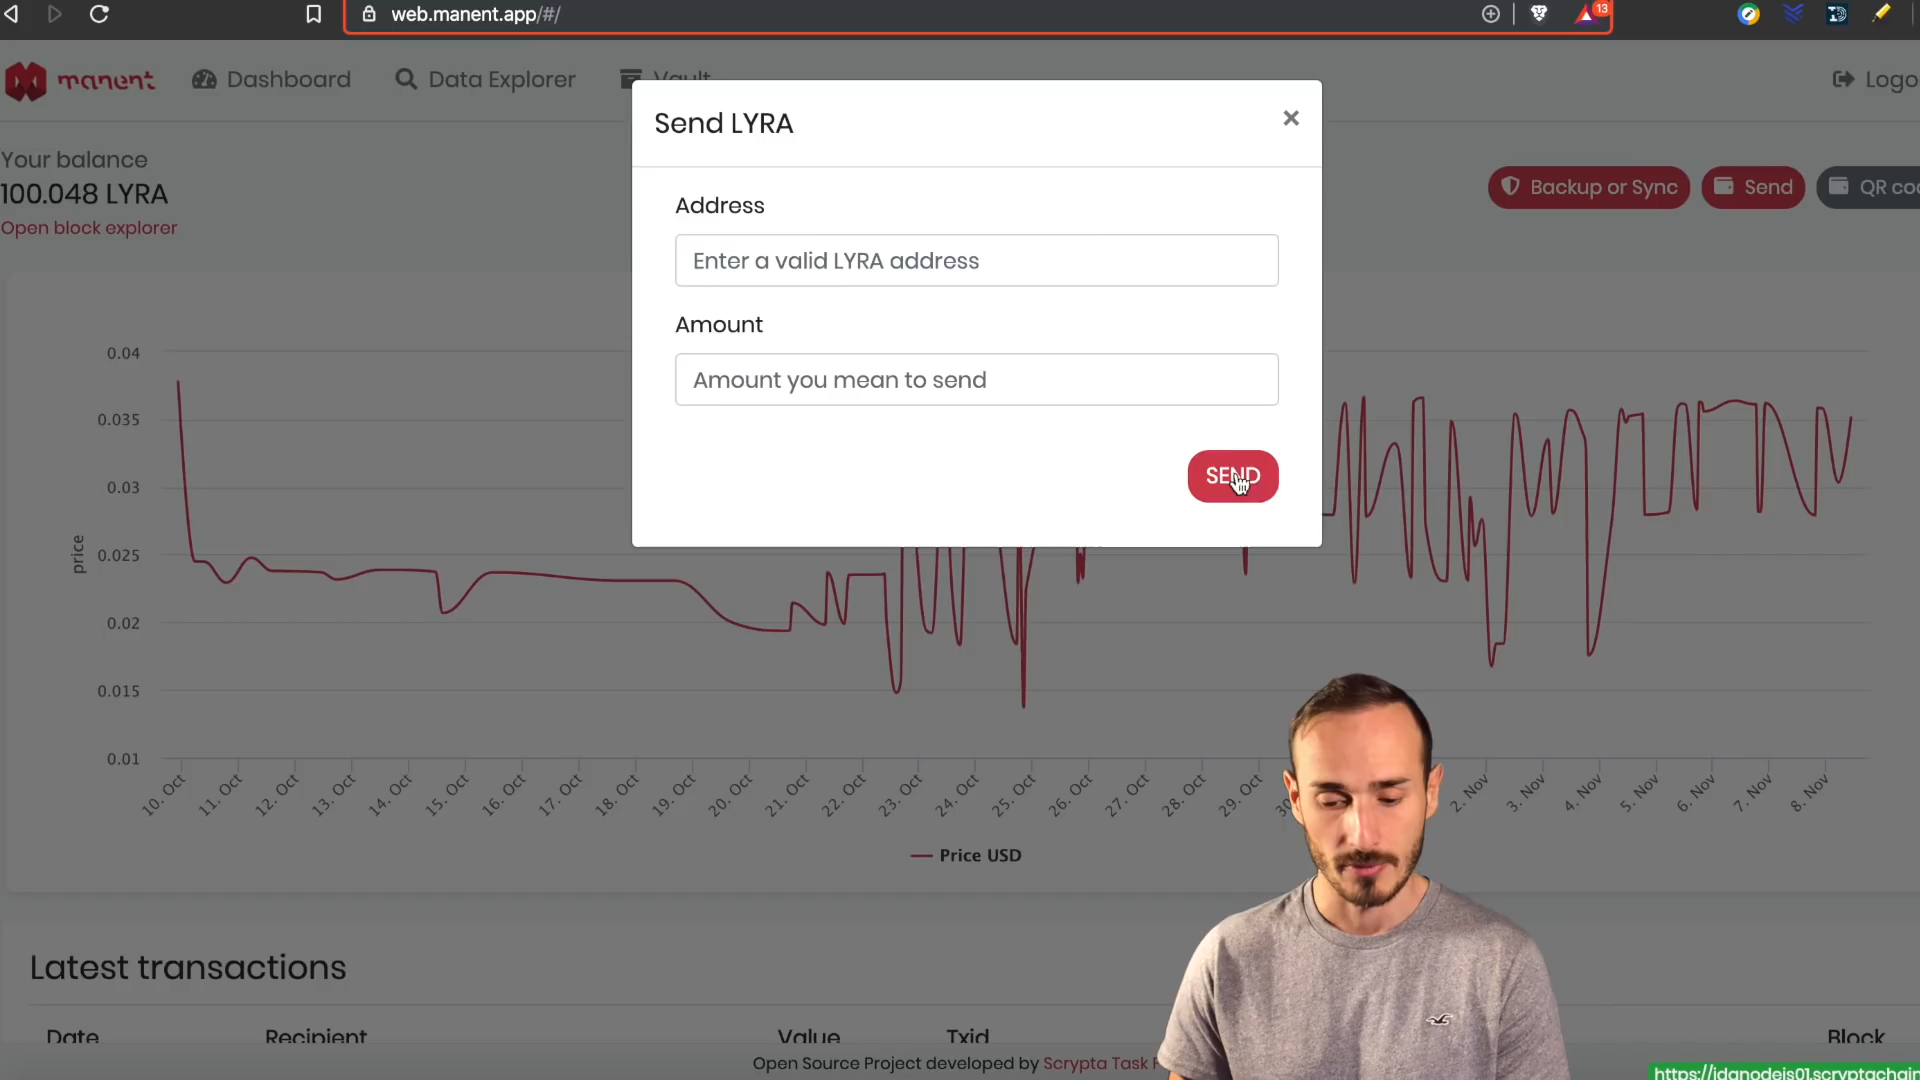 web.manent.app/#/
13
manent
Dashboard
Data Explorer
Vault
Logo
Your balance
100.048 LYRA
Open block explorer
Backup or Sync
Send
QR cod
Send LYRA
×
Address
Enter a valid LYRA address
Amount
Amount you mean to send
SEND
0.04
0.035
0.03
0.025
0.02
0.015
0.01
price
10. Oct
11. Oct
12. Oct
13. Oct
14. Oct
15. Oct
16. Oct
17. Oct
18. Oct
19. Oct
20. Oct
21. Oct
22. Oct
23. Oct
24. Oct
25. Oct
26. Oct
27. Oct
28. Oct
29. Oct
30
2. Nov
3. Nov
4. Nov
5. Nov
6. Nov
7. Nov
8. Nov
Price USD
Latest transactions
Date Recipient Value Txid Block
Open Source Project developed by Scrypta Task F
https://idanodejs01.scryptachain